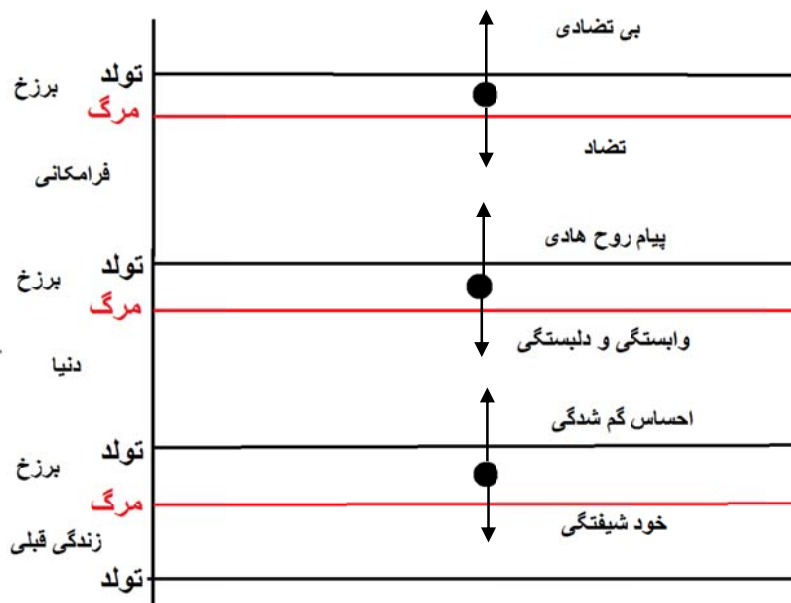 بی تضادی
تولد
برزخ
مرگ
تضاد
فرامکانی
پیام روح هادی
تولد
برزخ
مرگ
وابستگی و دلبستگی
دنیا
احساس گم شدگی
تولد
برزخ
مرگ
خود شیفتگی
زندگی قبلی
تولد